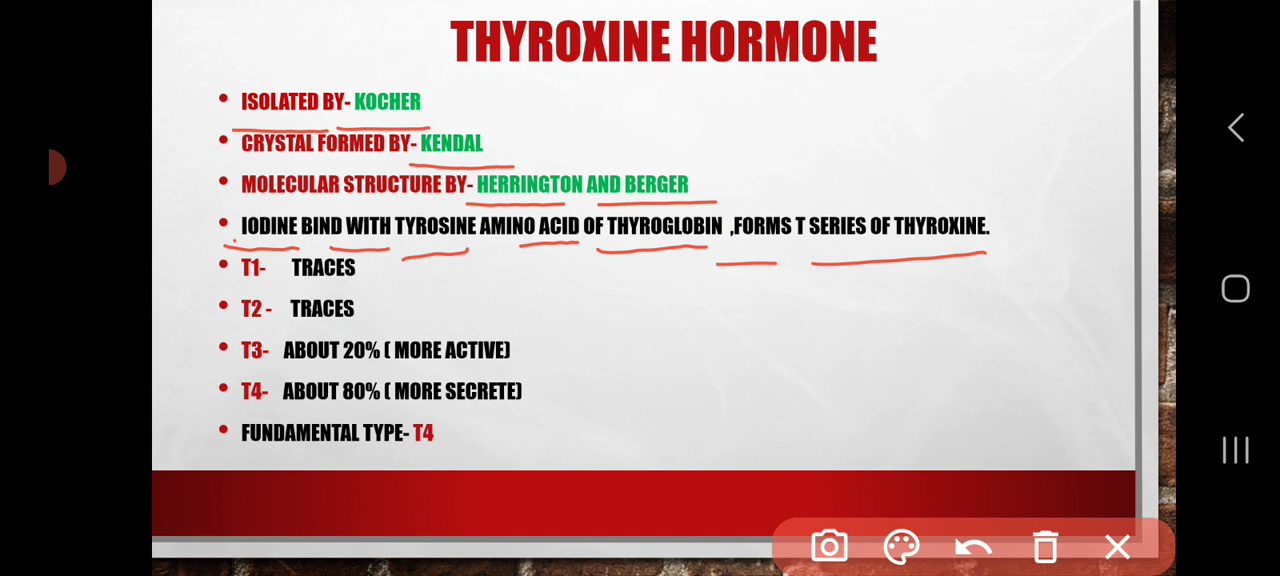 THYROXINE HORMONE
• ISOLATED BY- KOCHER
• CRYSTAL FORMED BY- KENDAL
• MOLECULAR STRUCTURE BY- HERRINGTON AND BERGER
• IODINE BIND WITH TYROSINE AMINO ACID OF THYROGLOBIN ,FORMS T SERIES OF THYROXINE.
• T1- TRACES
• T2 - TRACES
• T3- ABOUT 20% ( MORE ACTIVE)
• T4- ABOUT 80% ( MORE SECRETE)
• FUNDAMENTAL TYPE- T4